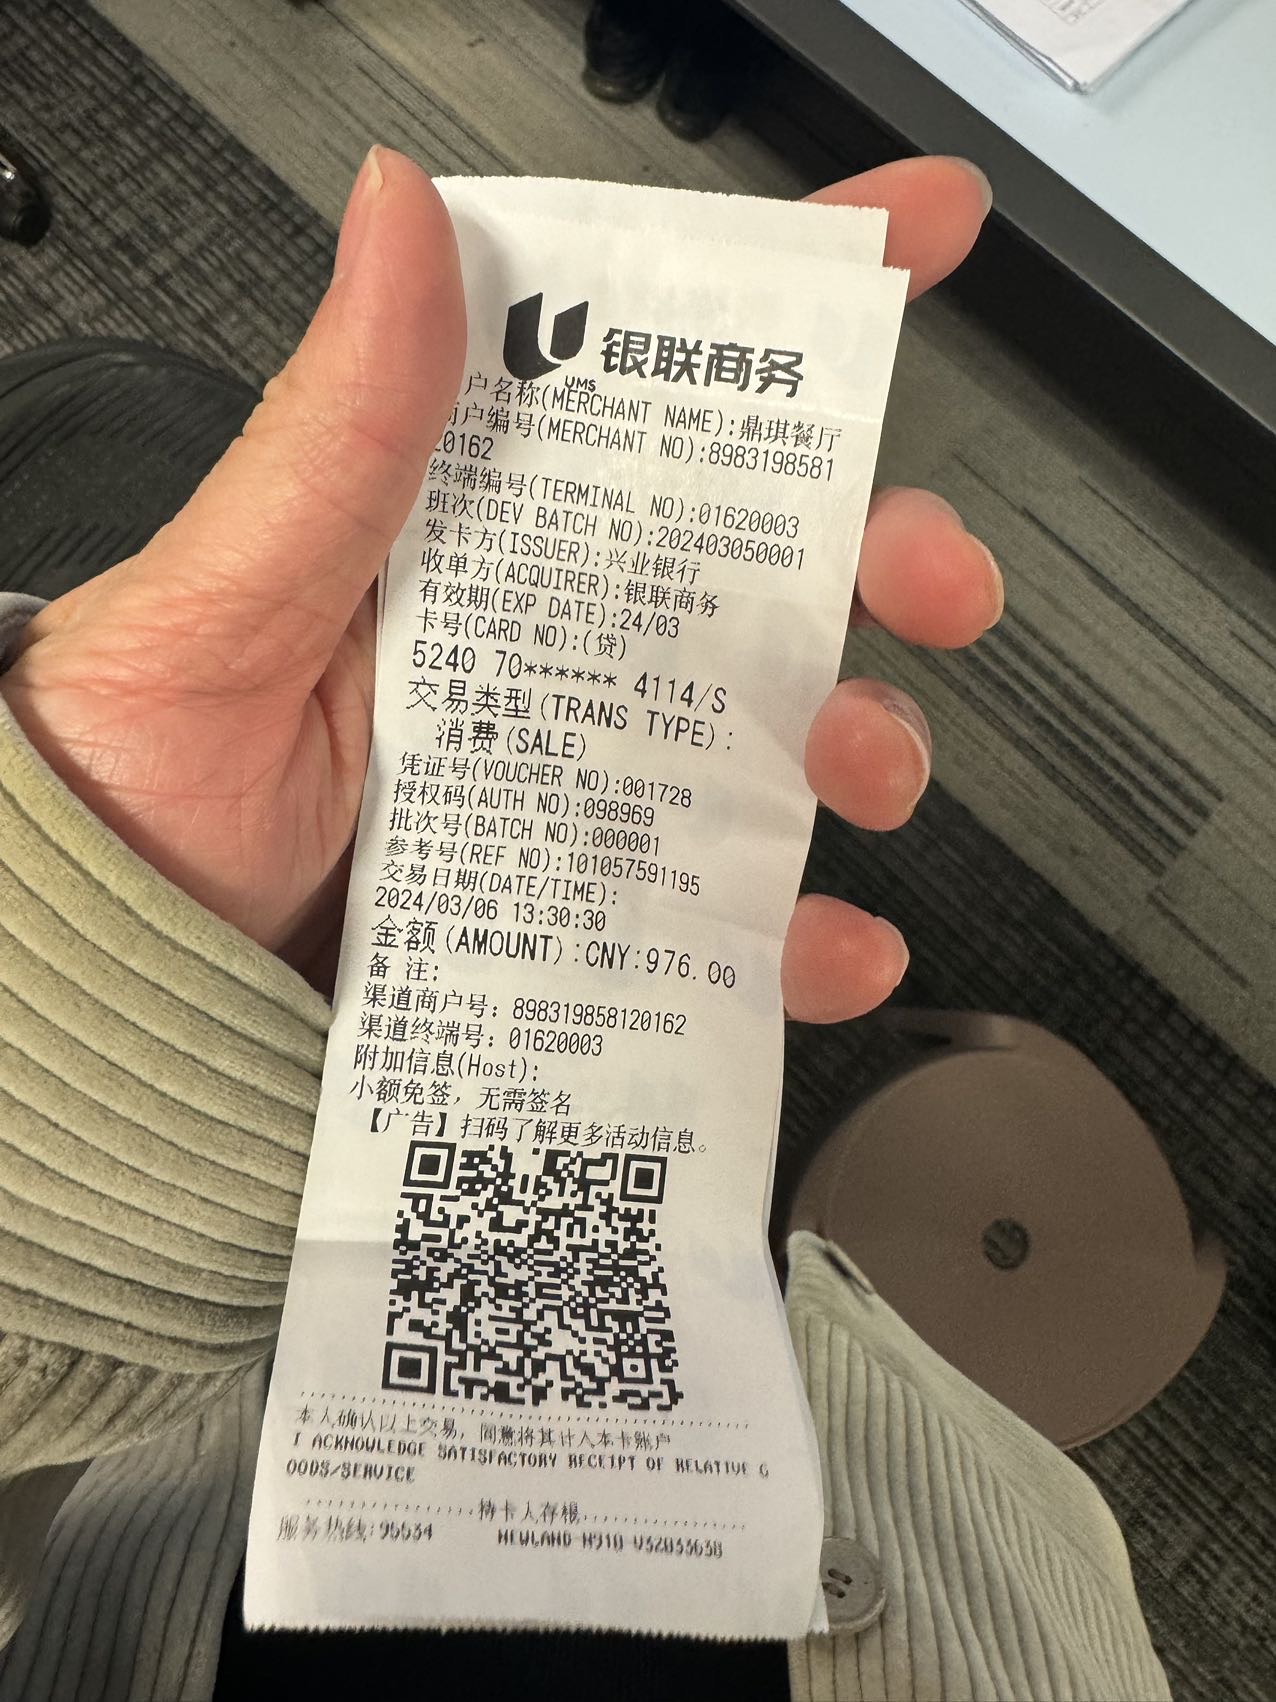 银联商务
UMS
户名称(MERCHANT NAME):鼎琪餐厅
商户编号(MERCHANT NO):8983198581
20162
终端编号(TERMINAL NO):01620003
班次(DEV BATCH NO):202403050001
发卡方(ISSUER):兴业银行
收单方(ACQUIRER):银联商务
有效期(EXP DATE):24/03
卡号(CARD NO):(贷)
5240 70****** 4114/S
交易类型(TRANS TYPE):
消费(SALE)
凭证号(VOUCHER NO):001728
授权码(AUTH NO):098969
批次号(BATCH NO):000001
参考号(REF NO):101057591195
交易日期(DATE/TIME):
2024/03/06 13:30:30
金额(AMOUNT):CNY:976.00
备 注:
渠道商户号: 898319858120162
渠道终端号: 01620003
附加信息(Host):
小额免签，无需签名
【广告】扫码了解更多活动信息。
本人确认以上交易，同意将其计入本卡账户
I ACKNOWLEDGE SATISFACTORY RECEIPT OF RELATIVE G
OODS/SERVICE
持卡人存根
服务热线:95534 NEWLAND N910